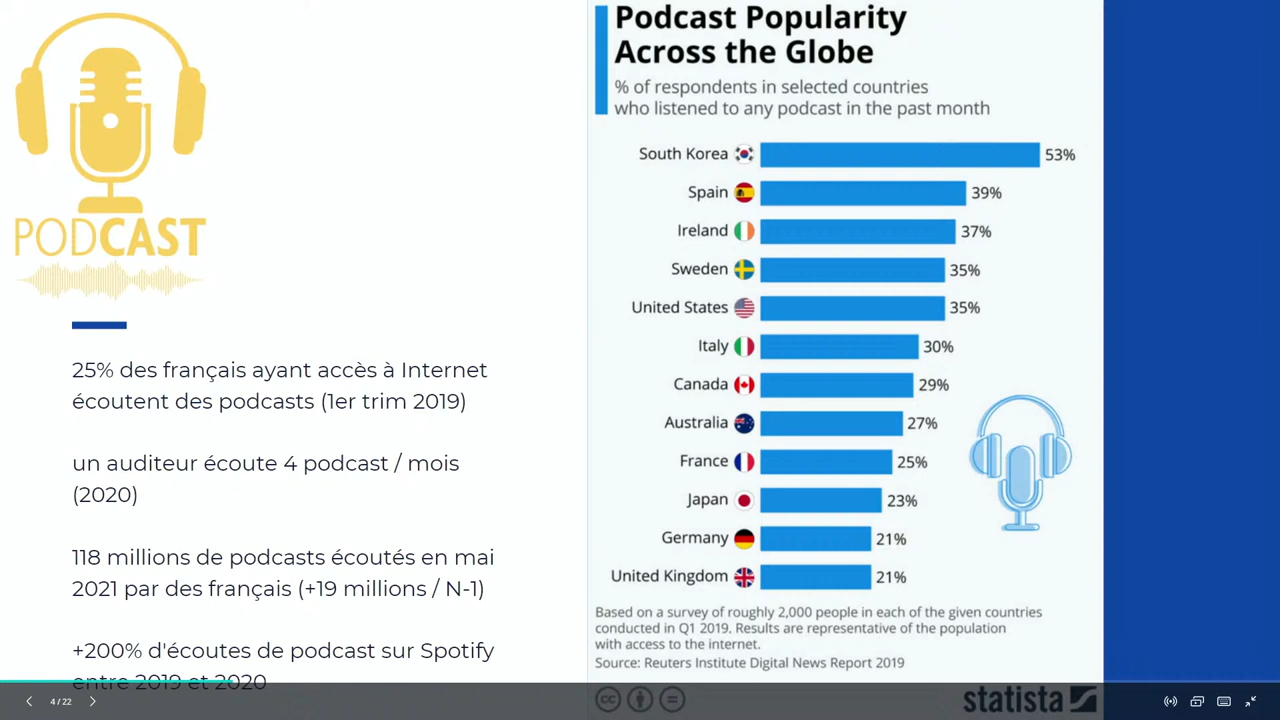 PODCAST
25% des français ayant accès à Internet
écoutent des podcasts (1er trim 2019)
un auditeur écoute 4 podcast / mois
(2020)
118 millions de podcasts écoutés en mai
2021 par des français (+19 millions / N-1)
+200% d'écoutes de podcast sur Spotify
entre 2019 et 2020
Podcast Popularity
Across the Globe
% of respondents in selected countries
who listened to any podcast in the past month
South Korea 53%
Spain 39%
Ireland 37%
Sweden 35%
United States 35%
Italy 30%
Canada 29%
Australia 27%
France 25%
Japan 23%
Germany 21%
United Kingdom 21%
Based on a survey of roughly 2,000 people in each of the given countries
conducted in Q1 2019. Results are representative of the population
with access to the internet.
Source: Reuters Institute Digital News Report 2019
cc
statista
4 / 22